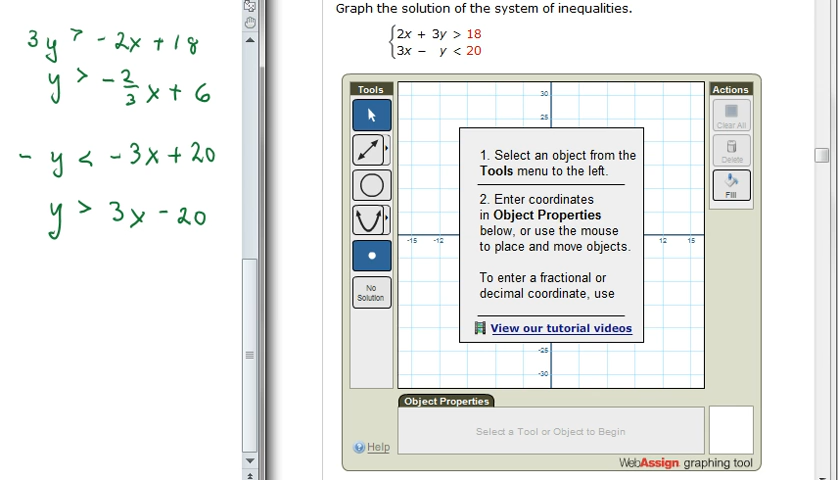 3y > -2x + 18
y > -2/3 x + 6
- y < -3x + 20
y > 3x - 20
Graph the solution of the system of inequalities.
2x + 3y > 18
3x − y < 20
Tools
Actions
Clear All
Delete
Fill
No
Solution
30
25
-15 -12 12 15
-25
-30
1. Select an object from the
Tools menu to the left.
2. Enter coordinates
in Object Properties
below, or use the mouse
to place and move objects.
To enter a fractional or
decimal coordinate, use
View our tutorial videos
Object Properties
Select a Tool or Object to Begin
Help
WebAssign. graphing tool